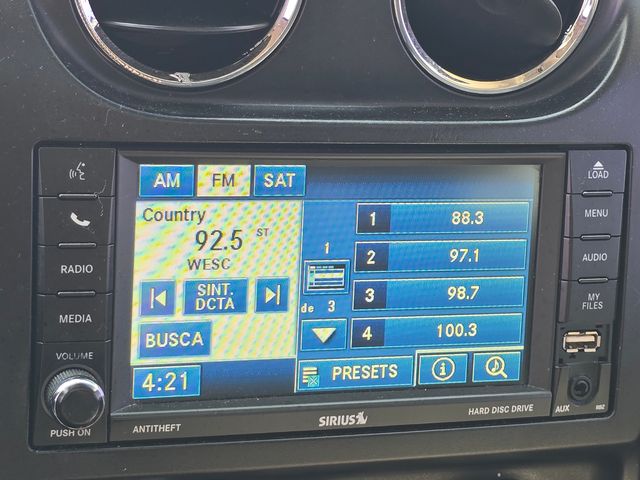 LOAD
MENU
AUDIO
MY
FILES
AUX
RBZ
RADIO
MEDIA
VOLUME
PUSH ON
AM FM SAT
Country
92.5 ST
WESC
SINT.
DCTA
BUSCA
4:21
1
de 3
1 88.3
2 97.1
3 98.7
4 100.3
PRESETS
ANTITHEFT
SIRIUS
HARD DISC DRIVE